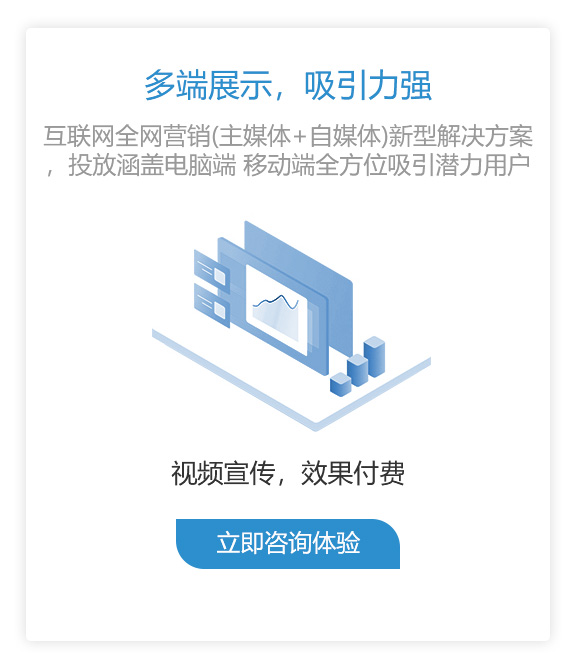 多端展示，吸引力强
互联网全网营销(主媒体+自媒体)新型解决方案
，投放涵盖电脑端 移动端全方位吸引潜力用户
视频宣传，效果付费
立即咨询体验